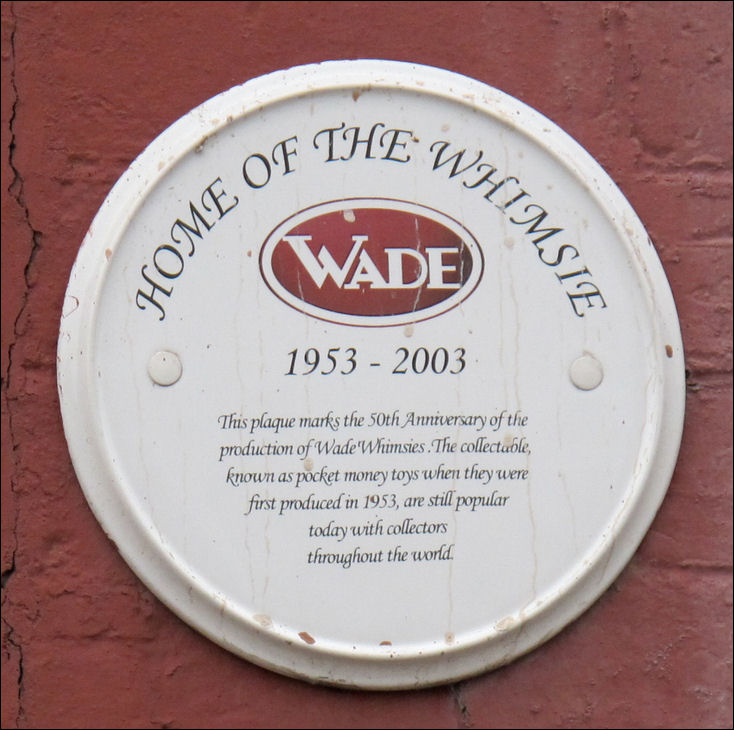 HOME OF THE WHIMSIE
WADE
1953 - 2003
This plaque marks the 50th Anniversary of the
production of Wade Whimsies .The collectable,
known as pocket money toys when they were
first produced in 1953, are still popular
today with collectors
throughout the world.